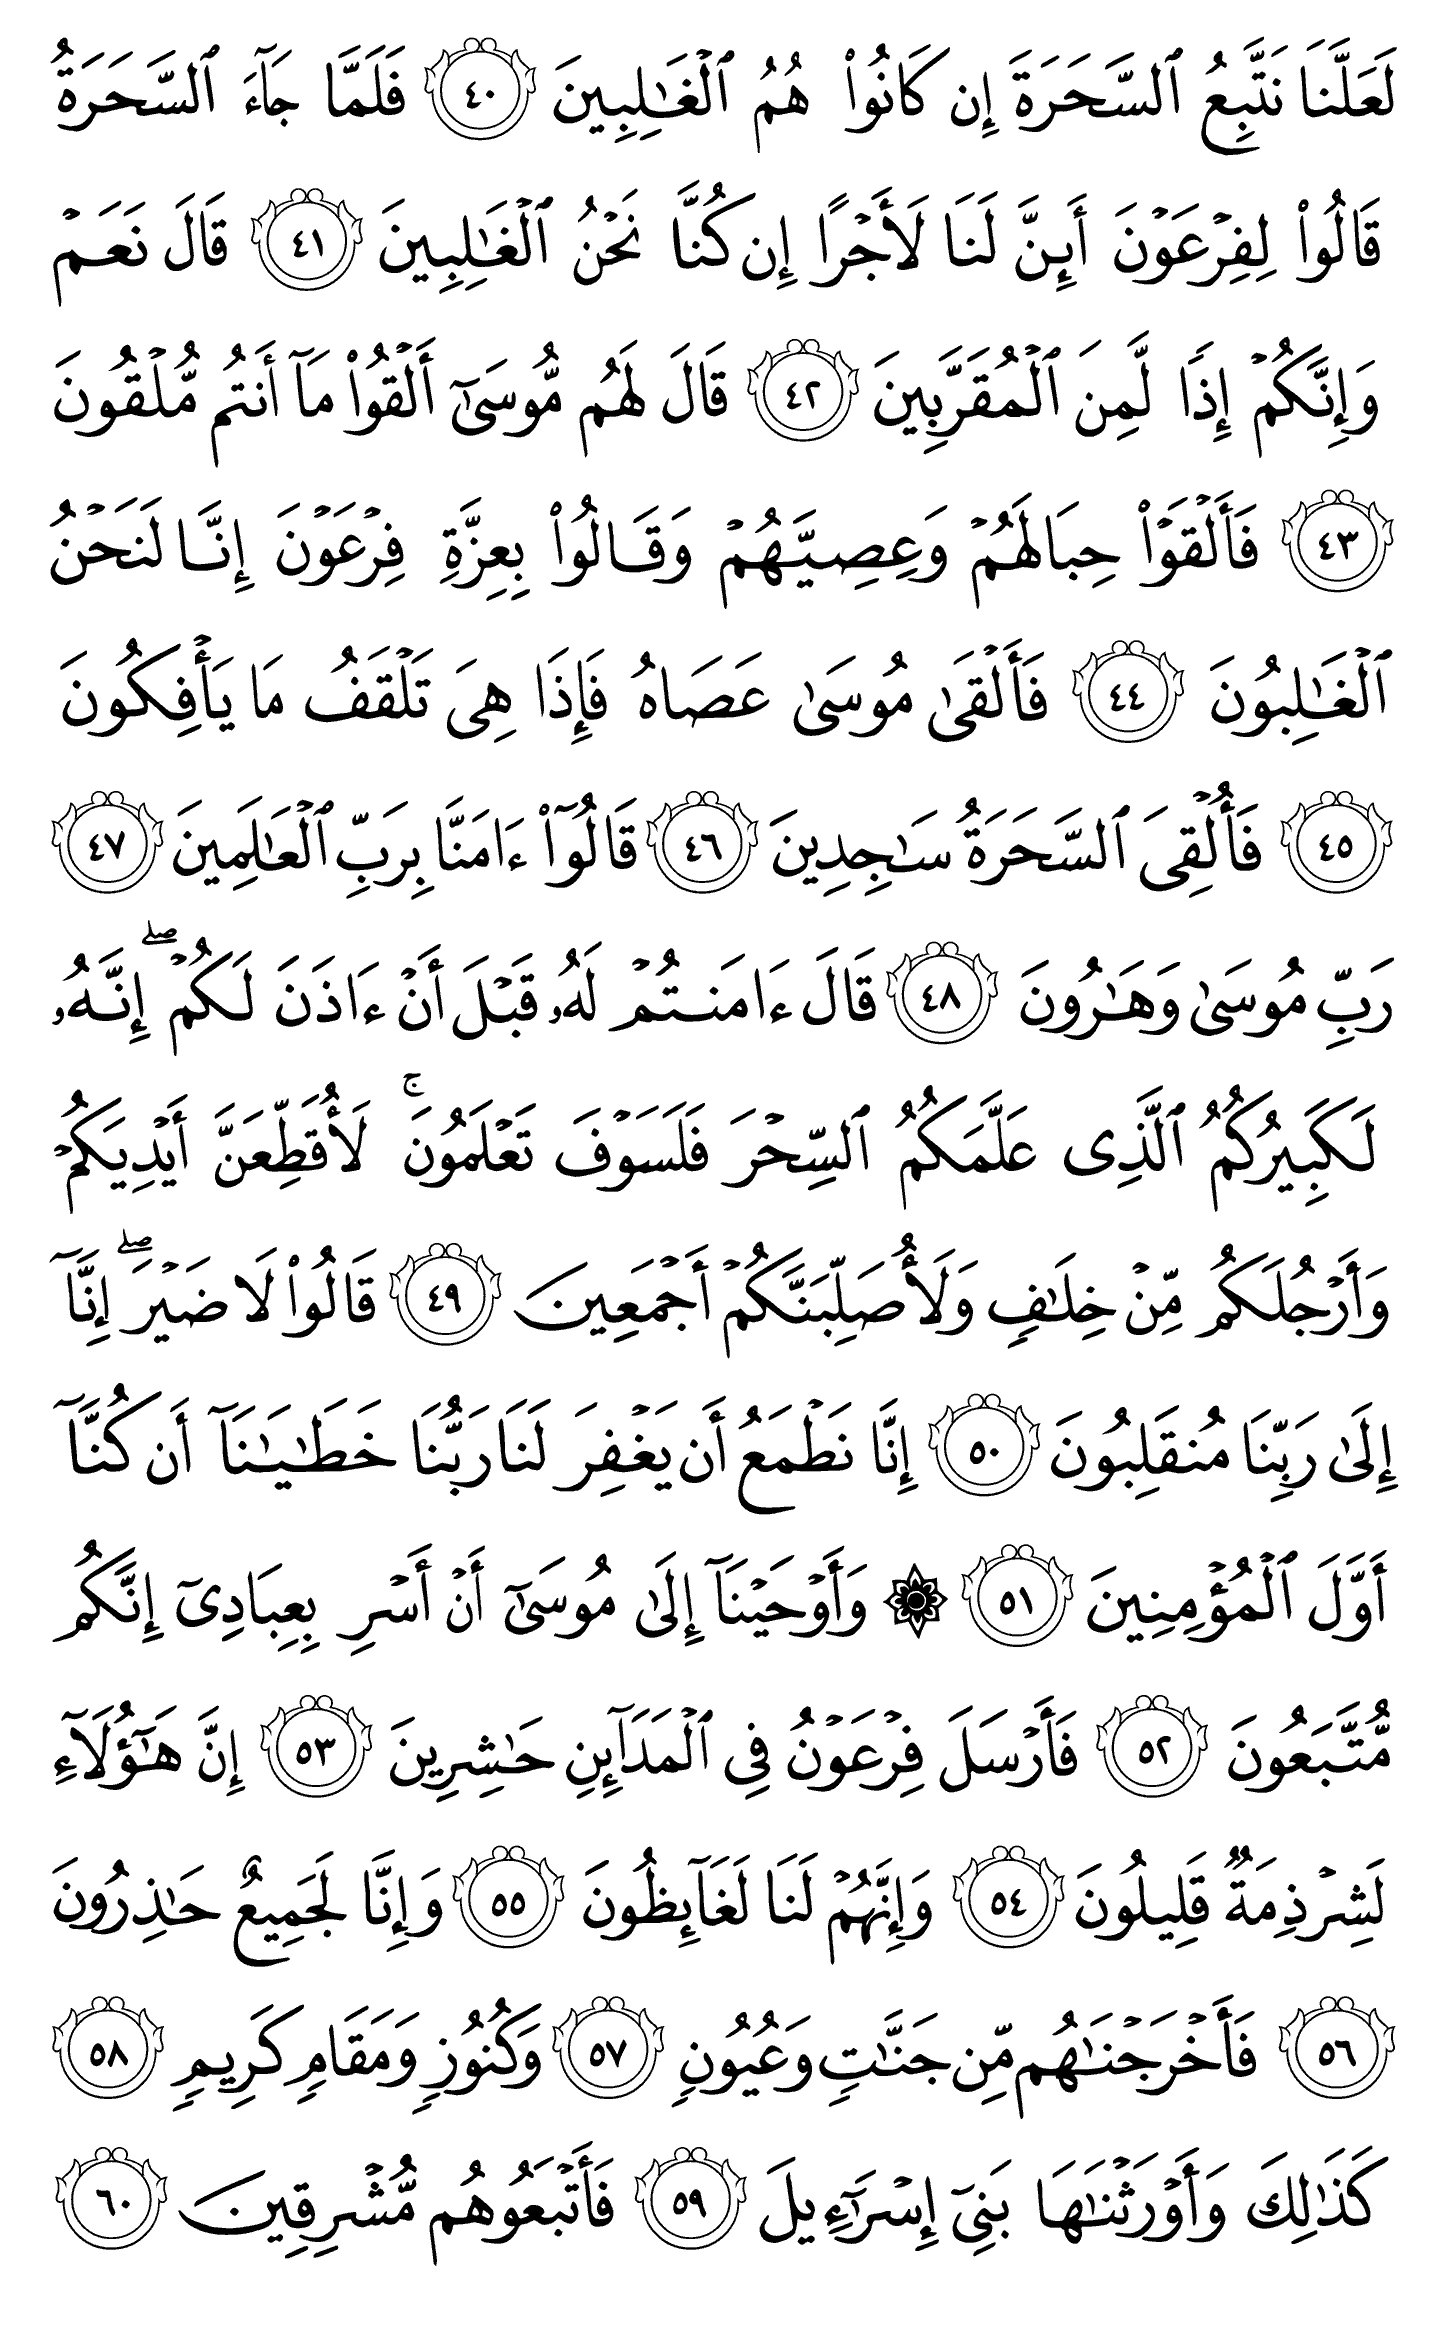 لَعَلَّنَا نَتَّبِعُ ٱلسَّحَرَةَ إِن كَانُوا۟ هُمُ ٱلْغَـٰلِبِينَ ٤٠ فَلَمَّا جَآءَ ٱلسَّحَرَةُ
قَالُوا۟ لِفِرْعَوْنَ أَئِنَّ لَنَا لَأَجْرًا إِن كُنَّا نَحْنُ ٱلْغَـٰلِبِينَ ٤١ قَالَ نَعَمْ
وَإِنَّكُمْ إِذًا لَّمِنَ ٱلْمُقَرَّبِينَ ٤٢ قَالَ لَهُم مُّوسَىٰٓ أَلْقُوا۟ مَآ أَنتُم مُّلْقُونَ
٤٣ فَأَلْقَوْا۟ حِبَالَهُمْ وَعِصِيَّهُمْ وَقَالُوا۟ بِعِزَّةِ فِرْعَوْنَ إِنَّا لَنَحْنُ
ٱلْغَـٰلِبُونَ ٤٤ فَأَلْقَىٰ مُوسَىٰ عَصَاهُ فَإِذَا هِىَ تَلْقَفُ مَا يَأْفِكُونَ
٤٥ فَأُلْقِىَ ٱلسَّحَرَةُ سَـٰجِدِينَ ٤٦ قَالُوٓا۟ ءَامَنَّا بِرَبِّ ٱلْعَـٰلَمِينَ ٤٧
رَبِّ مُوسَىٰ وَهَـٰرُونَ ٤٨ قَالَ ءَامَنتُمْ لَهُۥ قَبْلَ أَنْ ءَاذَنَ لَكُمْ ۖ إِنَّهُۥ
لَكَبِيرُكُمُ ٱلَّذِى عَلَّمَكُمُ ٱلسِّحْرَ فَلَسَوْفَ تَعْلَمُونَ ۚ لَأُقَطِّعَنَّ أَيْدِيَكُمْ
وَأَرْجُلَكُم مِّنْ خِلَـٰفٍ وَلَأُصَلِّبَنَّكُمْ أَجْمَعِينَ ٤٩ قَالُوا۟ لَا ضَيْرَ ۖ إِنَّآ
إِلَىٰ رَبِّنَا مُنقَلِبُونَ ٥٠ إِنَّا نَطْمَعُ أَن يَغْفِرَ لَنَا رَبُّنَا خَطَـٰيَـٰنَآ أَن كُنَّآ
أَوَّلَ ٱلْمُؤْمِنِينَ ٥١ ۞ وَأَوْحَيْنَآ إِلَىٰ مُوسَىٰٓ أَنْ أَسْرِ بِعِبَادِىٓ إِنَّكُم
مُّتَّبَعُونَ ٥٢ فَأَرْسَلَ فِرْعَوْنُ فِى ٱلْمَدَآئِنِ حَـٰشِرِينَ ٥٣ إِنَّ هَـٰٓؤُلَآءِ
لَشِرْذِمَةٌ قَلِيلُونَ ٥٤ وَإِنَّهُمْ لَنَا لَغَآئِظُونَ ٥٥ وَإِنَّا لَجَمِيعٌ حَـٰذِرُونَ
٥٦ فَأَخْرَجْنَـٰهُم مِّن جَنَّـٰتٍ وَعُيُونٍ ٥٧ وَكُنُوزٍ وَمَقَامٍ كَرِيمٍ ٥٨
كَذَٰلِكَ وَأَوْرَثْنَـٰهَا بَنِىٓ إِسْرَٰٓءِيلَ ٥٩ فَأَتْبَعُوهُم مُّشْرِقِينَ ٦٠